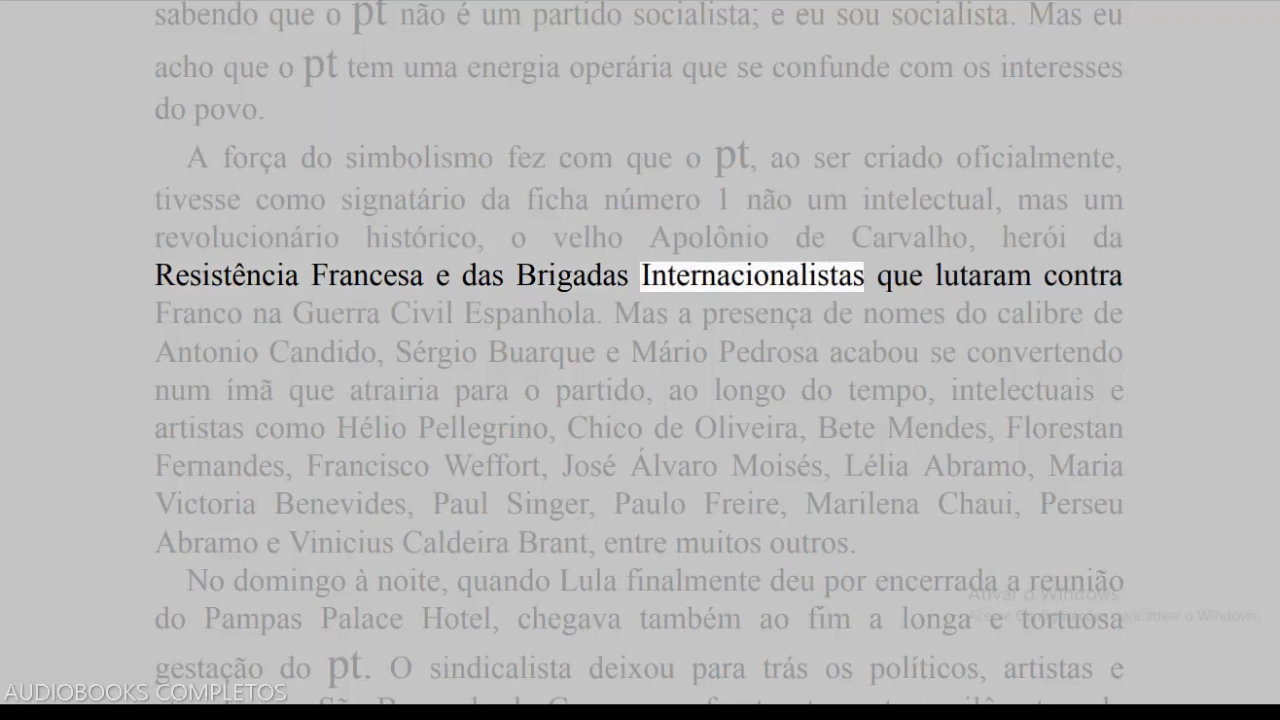 sabendo que o pt não é um partido socialista; e eu sou socialista. Mas eu
acho que o pt tem uma energia operária que se confunde com os interesses
do povo.
A força do simbolismo fez com que o pt, ao ser criado oficialmente,
tivesse como signatário da ficha número 1 não um intelectual, mas um
revolucionário histórico, o velho Apolônio de Carvalho, herói da
Resistência Francesa e das Brigadas Internacionalistas que lutaram contra
Franco na Guerra Civil Espanhola. Mas a presença de nomes do calibre de
Antonio Candido, Sérgio Buarque e Mário Pedrosa acabou se convertendo
num ímã que atrairia para o partido, ao longo do tempo, intelectuais e
artistas como Hélio Pellegrino, Chico de Oliveira, Bete Mendes, Florestan
Fernandes, Francisco Weffort, José Álvaro Moisés, Lélia Abramo, Maria
Victoria Benevides, Paul Singer, Paulo Freire, Marilena Chaui, Perseu
Abramo e Vinicius Caldeira Brant, entre muitos outros.
No domingo à noite, quando Lula finalmente deu por encerrada a reunião
Ativar o Windows
do Pampas Palace Hotel, chegava também ao fim a longa e tortuosa
para ativar o Windows.
gestação do pt. O sindicalista deixou para trás os políticos, artistas e
AUDIOBOOKS COMPLETOS